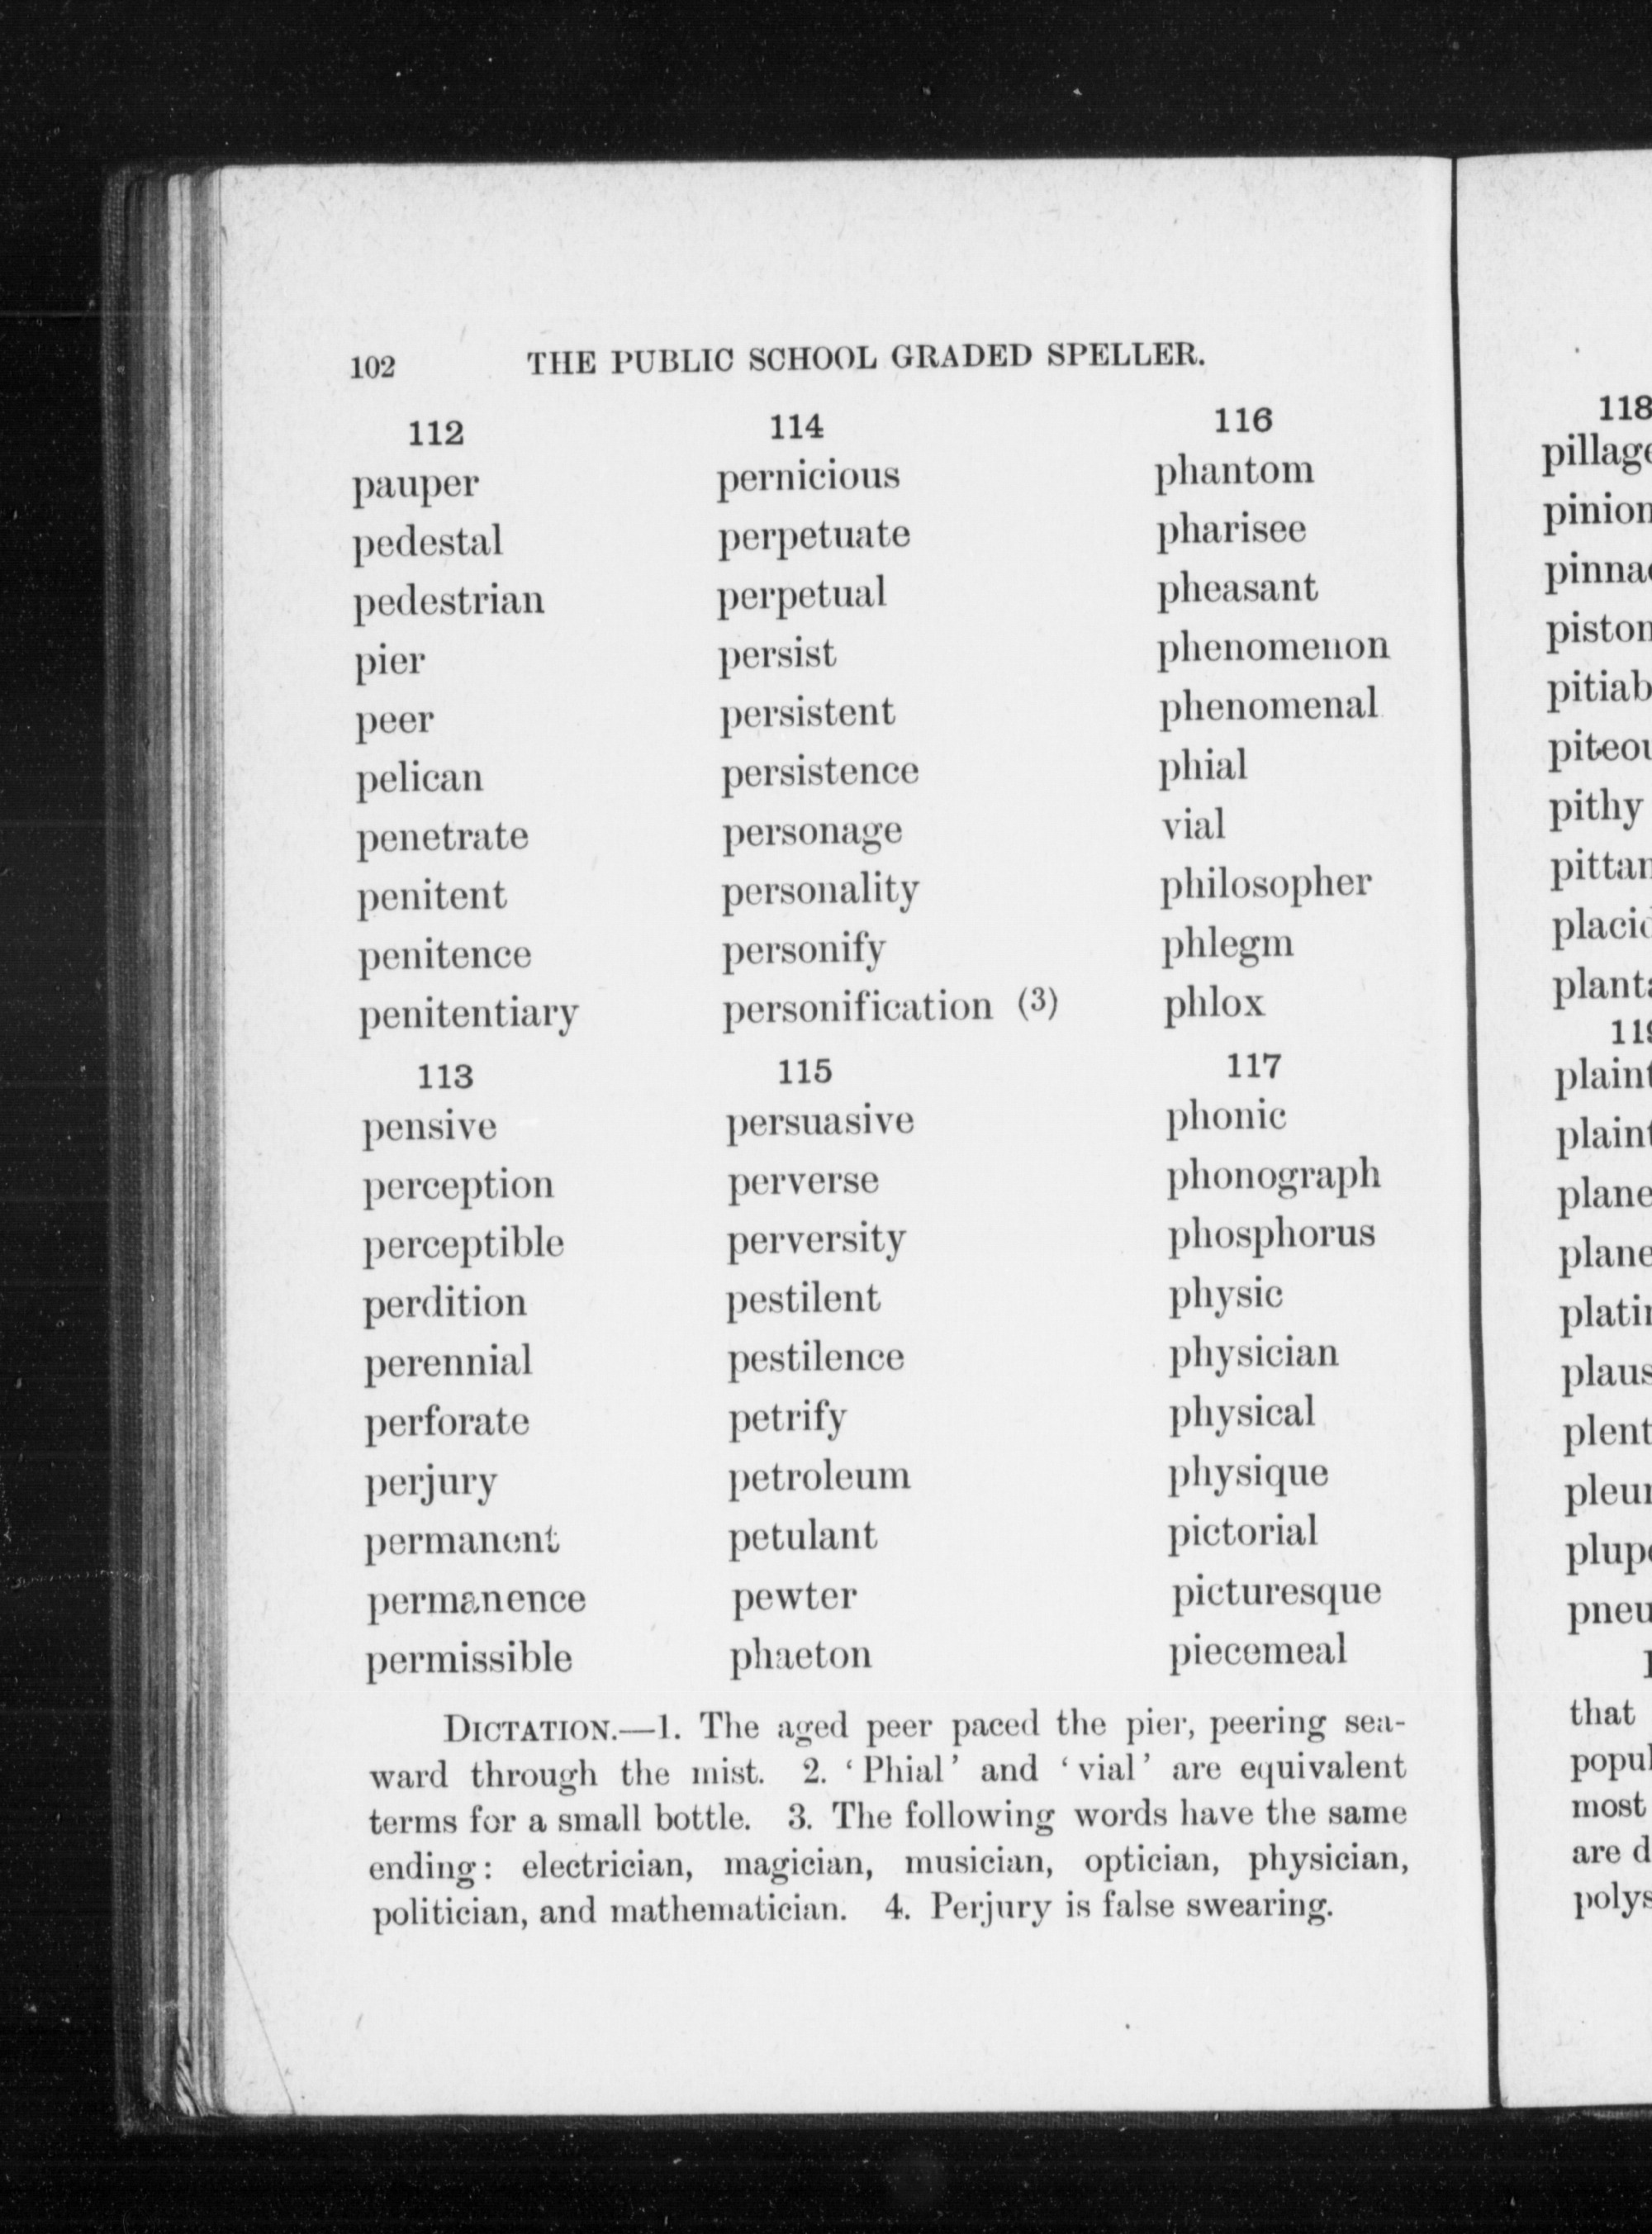 102 THE PUBLIC SCHOOL GRADED SPELLER.
112
pauper
pedestal
pedestrian
pier
peer
pelican
penetrate
penitent
penitence
penitentiary
113
pensive
perception
perceptible
perdition
perennial
perforate
perjury
permanent
permanence
permissible
114
pernicious
perpetuate
perpetual
persist
persistent
persistence
personage
personality
personify
personification (3)
115
persuasive
perverse
perversity
pestilent
pestilence
petrify
petroleum
petulant
pewter
phaeton
116
phantom
pharisee
pheasant
phenomenon
phenomenal
phial
vial
philosopher
phlegm
phlox
117
phonic
phonograph
phosphorus
physic
physician
physical
physique
pictorial
picturesque
piecemeal
DICTATION.—1. The aged peer paced the pier, peering sea-
ward through the mist. 2. ‘Phial’ and ‘vial’ are equivalent
terms for a small bottle. 3. The following words have the same
ending: electrician, magician, musician, optician, physician,
politician, and mathematician. 4. Perjury is false swearing.
118
pithy
that
most
are